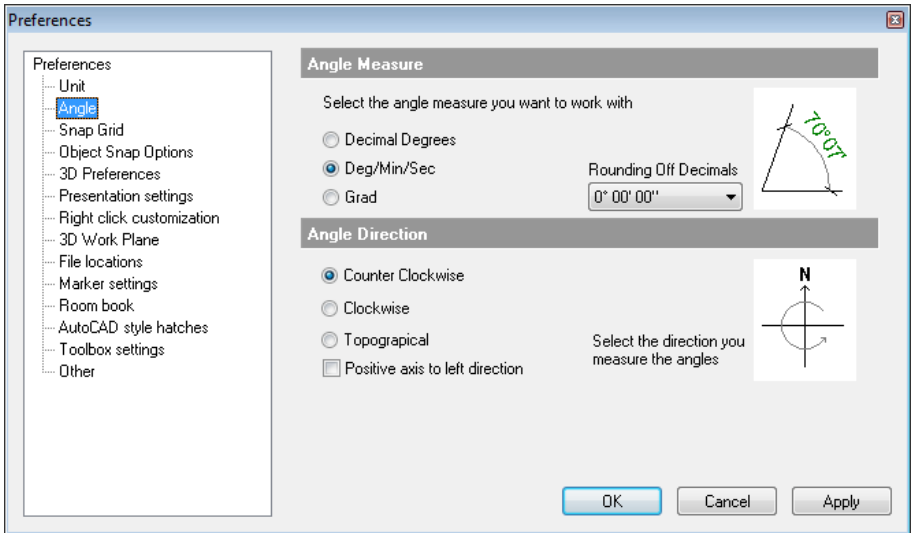 Preferences
Preferences
Unit
Angle
Snap Grid
Object Snap Options
3D Preferences
Presentation settings
Right click customization
3D Work Plane
File locations
Marker settings
Room book
AutoCAD style hatches
Toolbox settings
Other
Angle Measure
Select the angle measure you want to work with
Decimal Degrees
Deg/Min/Sec
Grad
Rounding Off Decimals
0° 00' 00''
70°07'
Angle Direction
Counter Clockwise
Clockwise
Topograpical
Positive axis to left direction
Select the direction you
measure the angles
N
OK
Cancel
Apply